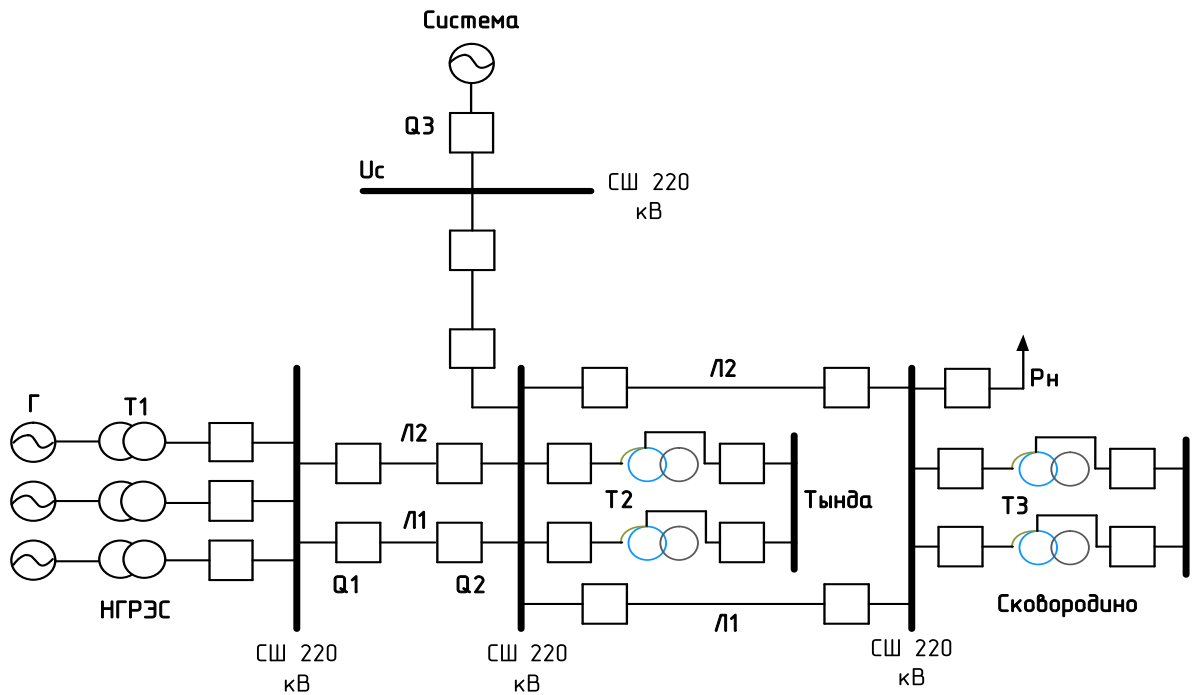 Система
Q3
Uс
СШ 220
кВ
Л2
Рн
Г
Т1
Л2
Т2
Тында
Т3
Л1
Q1
Q2
НГРЭС
Л1
Сковородино
СШ 220
кВ
СШ 220
кВ
СШ 220
кВ